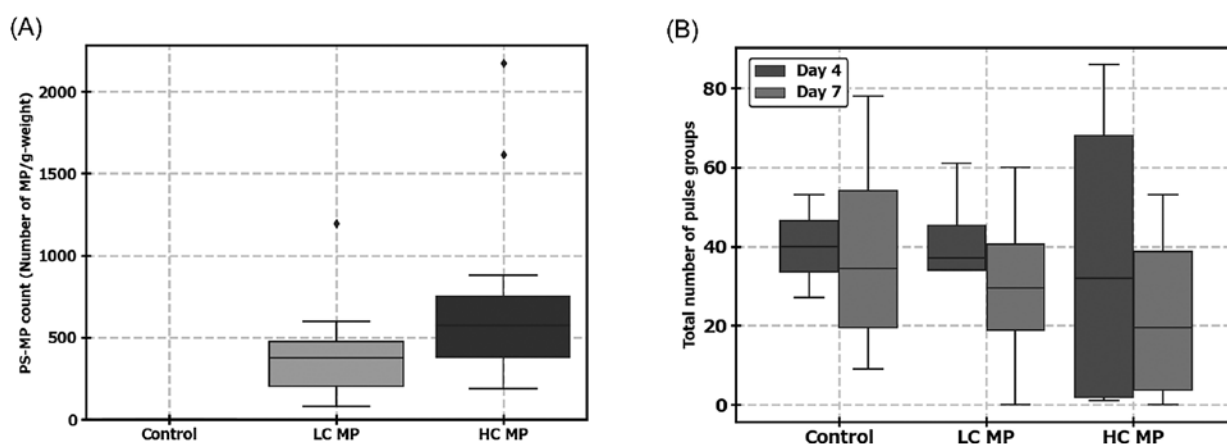 (A)
PS-MP count (Number of MP/g-weight)
2000
1500
1000
500
0
Control LC MP HC MP
(B)
Total number of pulse groups
Day 4
Day 7
80
60
40
20
0
Control LC MP HC MP